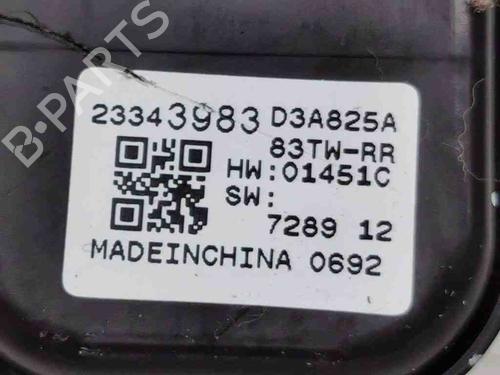 23343983 D3A825A
83TW-RR
HW:01451C
SW:
7289 12
MADEINCHINA 0692
B-PARTS